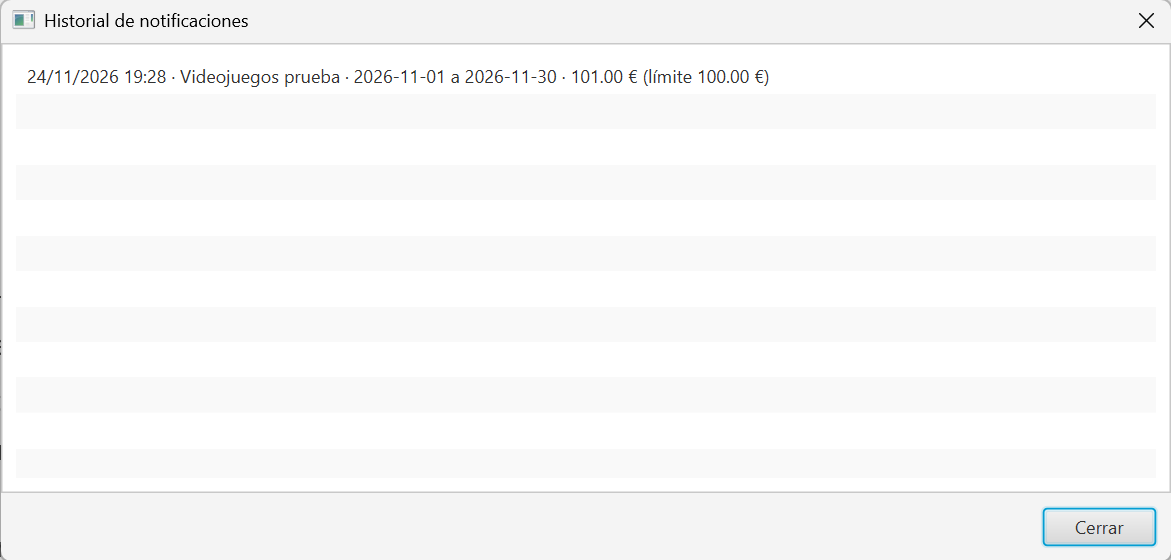 Historial de notificaciones
24/11/2026 19:28 · Videojuegos prueba · 2026-11-01 a 2026-11-30 · 101.00 € (límite 100.00 €)
Cerrar